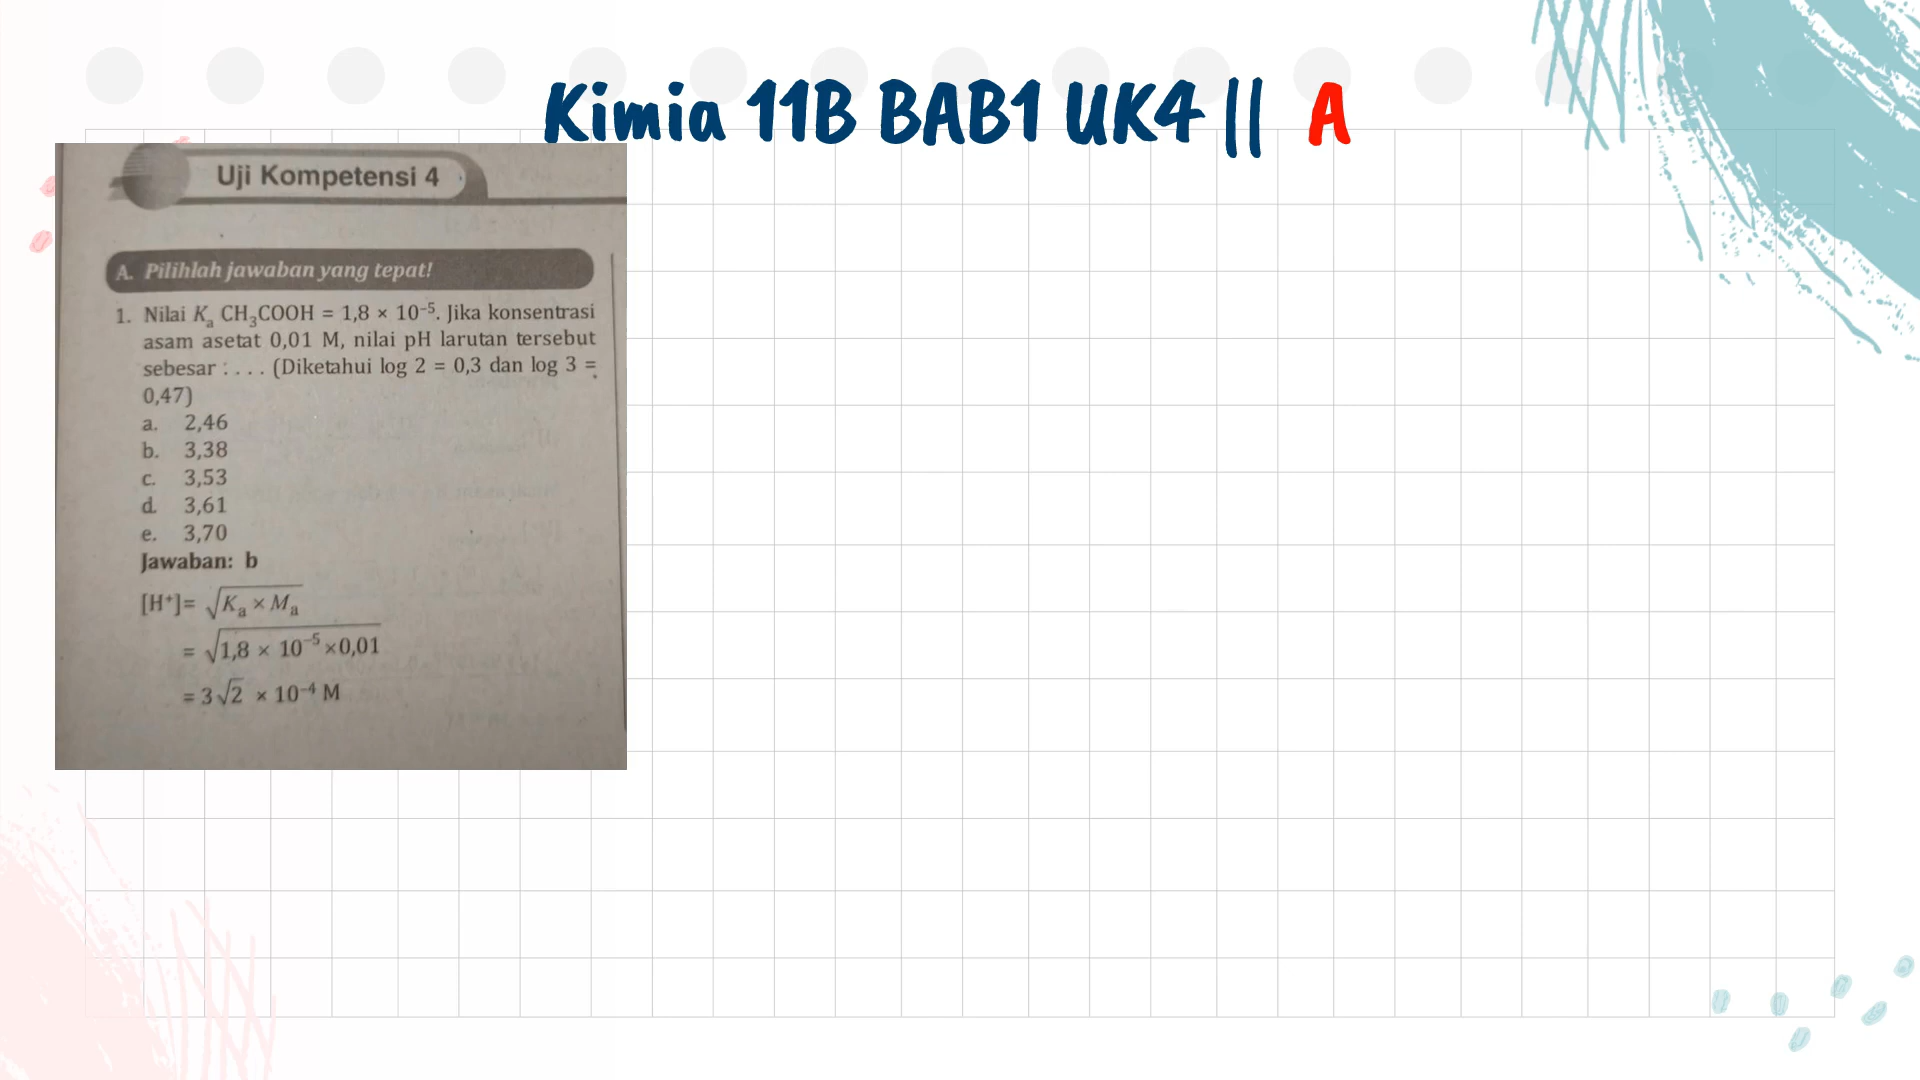 Kimia 11B BAB1 UK4 || A
Uji Kompetensi 4
A. Pilihlah jawaban yang tepat!
1. Nilai Kₐ CH₃COOH = 1,8 × 10⁻⁵. Jika konsentrasi
asam asetat 0,01 M, nilai pH larutan tersebut
sebesar : . . . . (Diketahui log 2 = 0,3 dan log 3 =
0,47)
a. 2,46
b. 3,38
c. 3,53
d. 3,61
e. 3,70
Jawaban: b
[H⁺]= √Kₐ × Mₐ
= √1,8 × 10⁻⁵ ×0,01
= 3√2 × 10⁻⁴ M